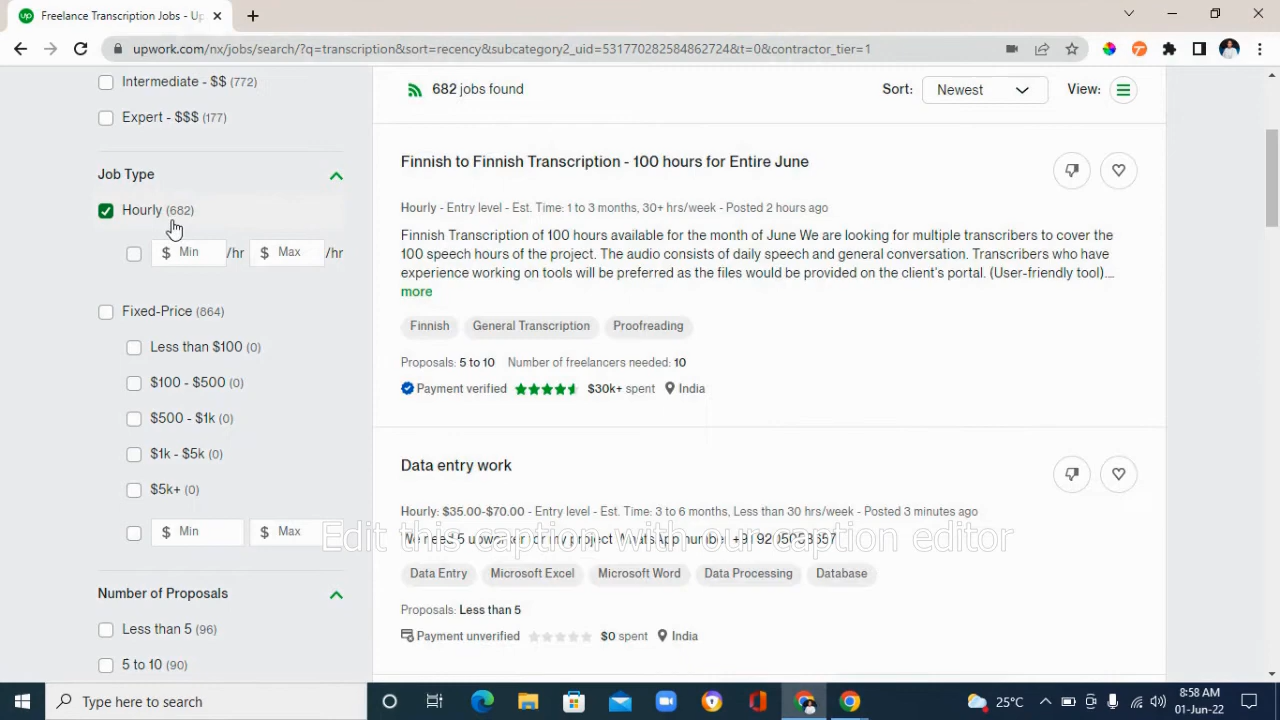 Freelance Transcription Jobs - Up
upwork.com/nx/jobs/search/?q=transcription&sort=recency&subcategory2_uid=531770282584862724&t=0&contractor_tier=1
Intermediate - $$ (772)
Expert - $$$ (177)
Job Type
Hourly (682)
$ Min /hr $ Max /hr
Fixed-Price (864)
Less than $100 (0)
$100 - $500 (0)
$500 - $1k (0)
$1k - $5k (0)
$5k+ (0)
$ Min $ Max
Number of Proposals
Less than 5 (96)
5 to 10 (90)
682 jobs found
Sort: Newest View:
Finnish to Finnish Transcription - 100 hours for Entire June
Hourly - Entry level - Est. Time: 1 to 3 months, 30+ hrs/week - Posted 2 hours ago
Finnish Transcription of 100 hours available for the month of June We are looking for multiple transcribers to cover the
100 speech hours of the project. The audio consists of daily speech and general conversation. Transcribers who have
experience working on tools will be preferred as the files would be provided on the client's portal. (User-friendly tool)....
more
Finnish General Transcription Proofreading
Proposals: 5 to 10 Number of freelancers needed: 10
Payment verified $30k+ spent India
Data entry work
Hourly: $35.00-$70.00 - Entry level - Est. Time: 3 to 6 months, Less than 30 hrs/week - Posted 3 minutes ago
We need 5 upworker for my project WhatsApp number
Edit this caption with our caption editor
Data Entry Microsoft Excel Microsoft Word Data Processing Database
Proposals: Less than 5
Payment unverified $0 spent India
Type here to search
25°C
8:58 AM
01-Jun-22